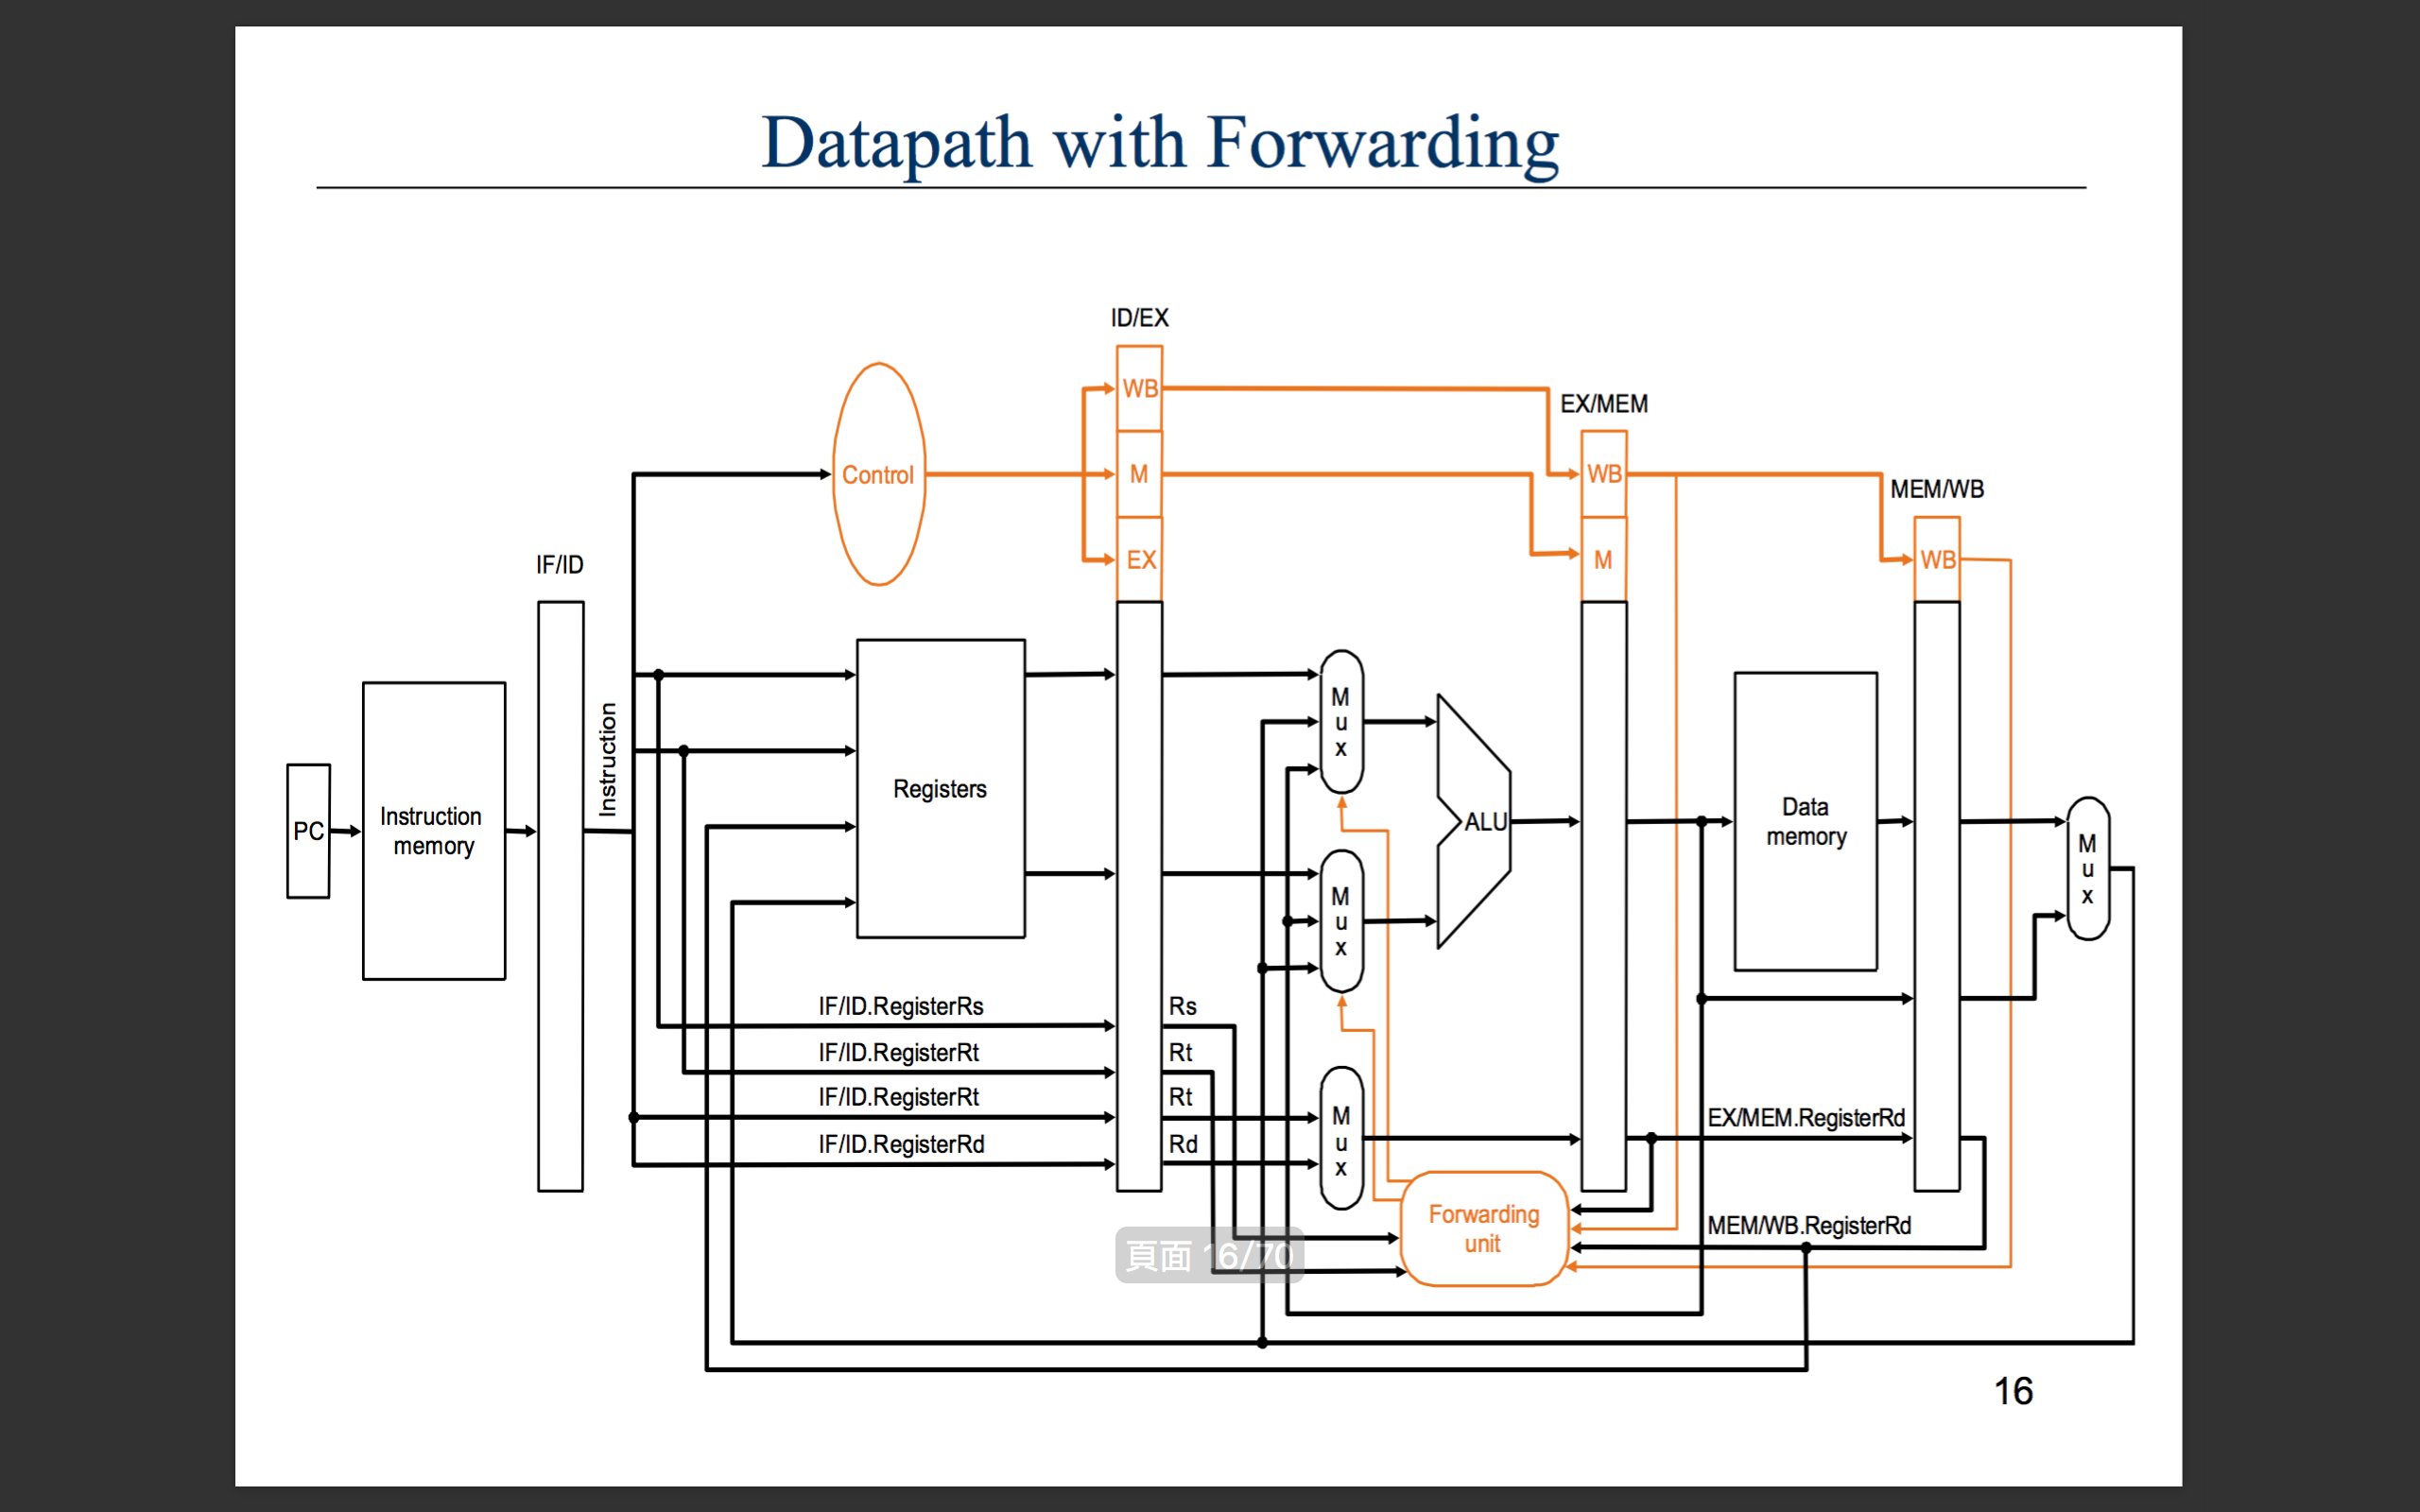 Datapath with Forwarding
ID/EX
WB
EX/MEM
Control
M
WB
MEM/WB
IF/ID
EX
M
WB
Instruction
PC
Instruction
memory
Registers
M
u
x
M
u
x
ALU
Data
memory
M
u
x
IF/ID.RegisterRs
Rs
IF/ID.RegisterRt
Rt
IF/ID.RegisterRt
Rt
IF/ID.RegisterRd
Rd
M
u
x
EX/MEM.RegisterRd
Forwarding
unit
MEM/WB.RegisterRd
頁面 16/70
16